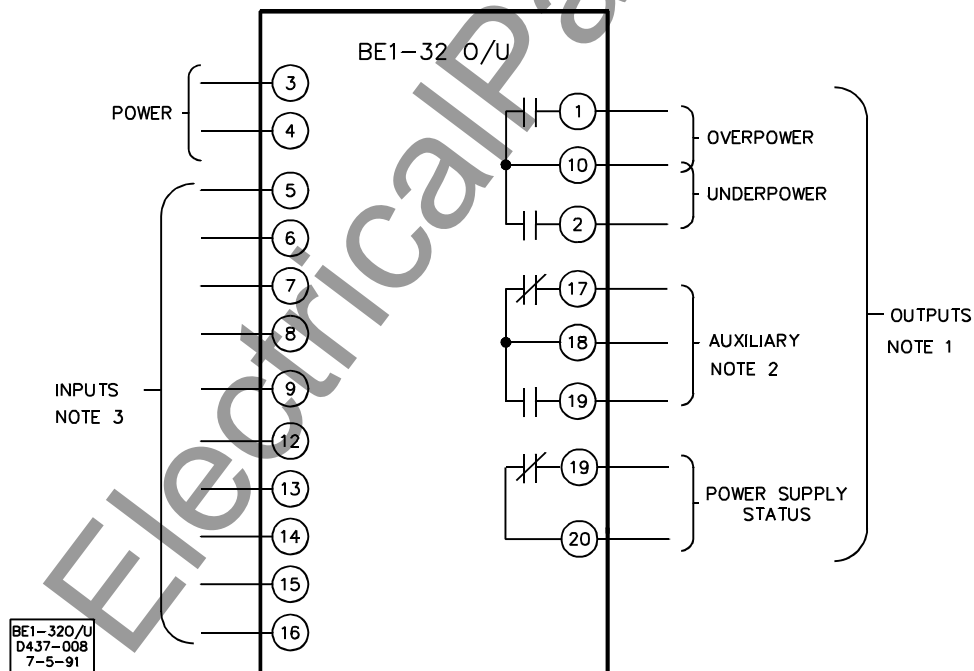 BE1-32 O/U
POWER
3
4
INPUTS
NOTE 3
5
6
7
8
9
12
13
14
15
16
1
10
2
OVERPOWER
UNDERPOWER
17
18
19
AUXILIARY
NOTE 2
19
20
POWER SUPPLY
STATUS
OUTPUTS
NOTE 1
BE1-32O/U
D437-008
7-5-91
ElectricalPa